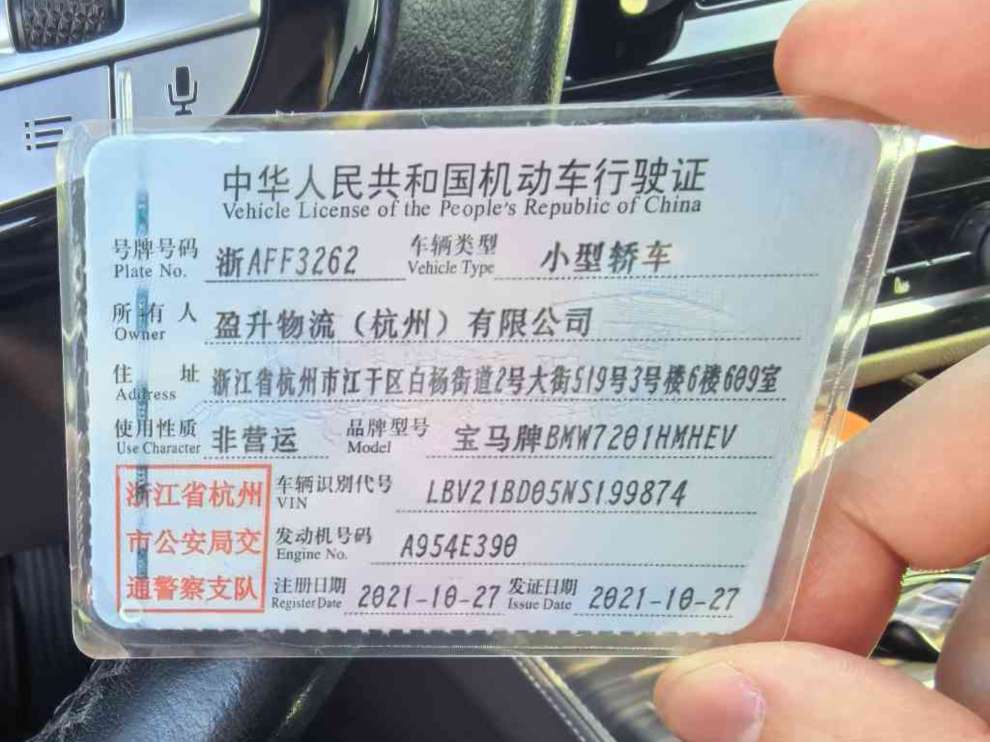 中华人民共和国机动车行驶证
Vehicle License of the People's Republic of China
号牌号码 浙AFF3262 车辆类型 小型轿车
Plate No. Vehicle Type
所有人 盈升物流（杭州）有限公司
Owner
住址 浙江省杭州市江干区白杨街道2号大街519号3号楼6楼609室
Address
使用性质 非营运 品牌型号 宝马牌BMW7201HMHEV
Use Character Model
浙江省杭州 车辆识别代号 LBV21BD05NS199874
VIN
市公安局交 发动机号码 A954E390
Engine No.
通警察支队 注册日期 2021-10-27 发证日期 2021-10-27
Register Date Issue Date